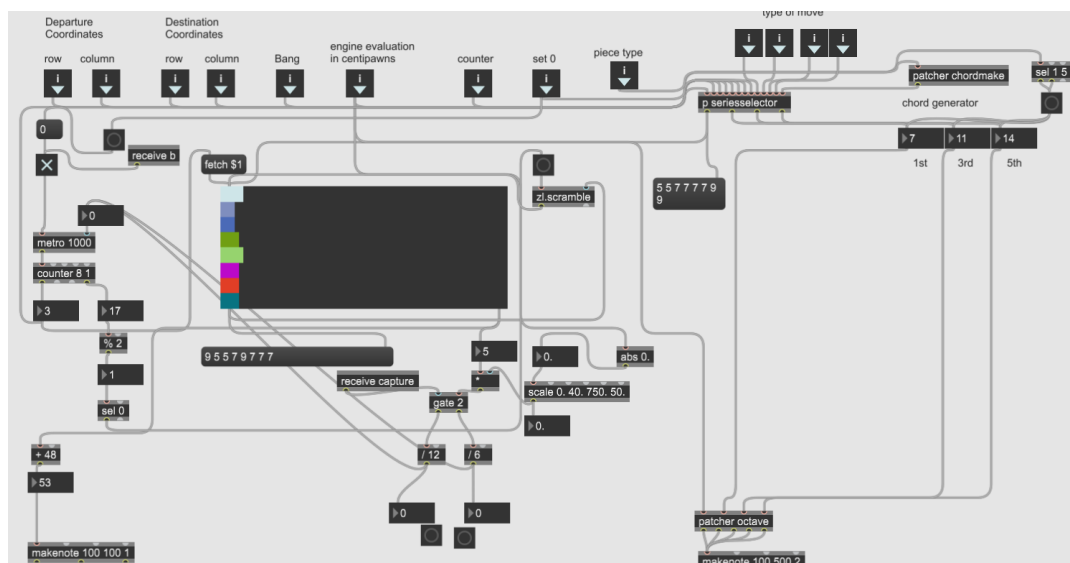 Departure
Coordinates
Destination
Coordinates
type of move
engine evaluation
in centipawns
piece type
row
column
row
column
Bang
counter
set 0
i
i
i
i
i
i
i
i
i
i
i
i
i
patcher chordmake
sel 1 5
p seriesselector
chord generator
0
receive b
fetch $1
7
11
14
1st
3rd
5th
zl.scramble
5 5 7 7 7 7 9
9
0
metro 1000
counter 8 1
3
17
% 2
9 5 5 7 9 7 7 7
5
0.
abs 0.
1
receive capture
*
scale 0. 40. 750. 50.
gate 2
sel 0
0.
+ 48
/ 12
/ 6
53
0
0
patcher octave
makenote 100 100 1
makenote 100 500 2